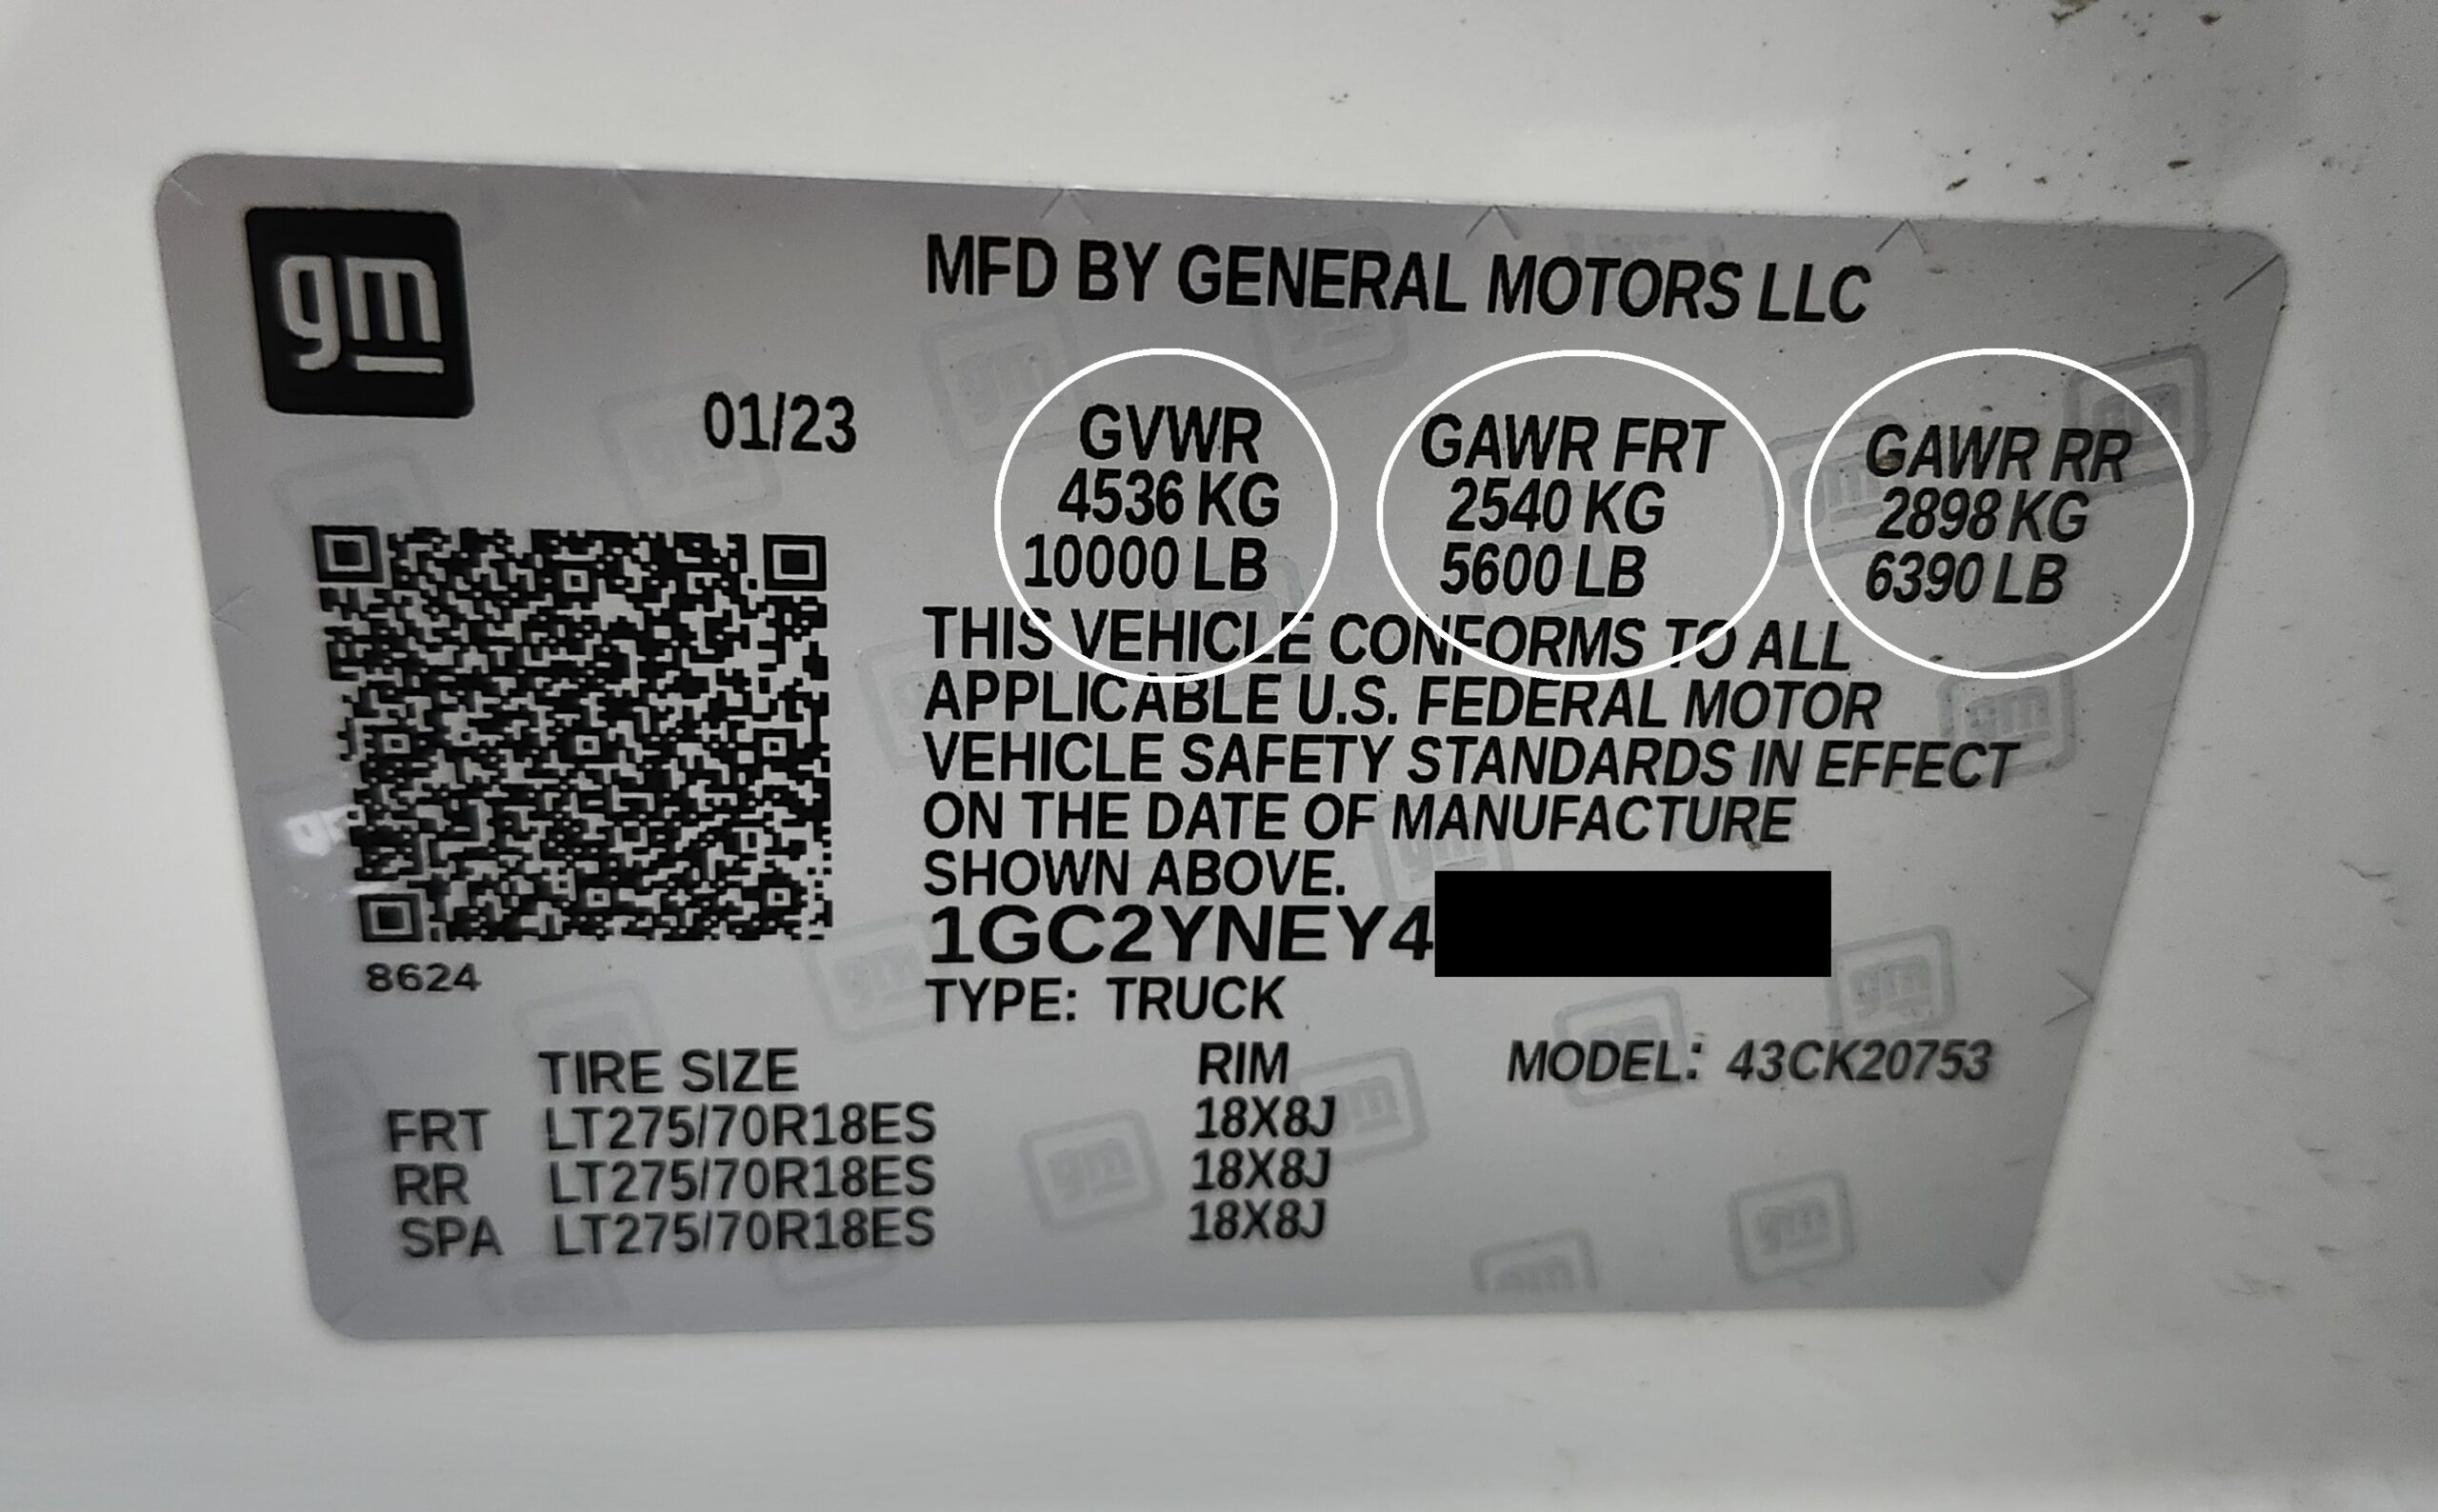 gm
MFD BY GENERAL MOTORS LLC
01/23
GVWR GAWR FRT GAWR RR
4536 KG 2540 KG 2898 KG
10000 LB 5600 LB 6390 LB
THIS VEHICLE CONFORMS TO ALL
APPLICABLE U.S. FEDERAL MOTOR
VEHICLE SAFETY STANDARDS IN EFFECT
ON THE DATE OF MANUFACTURE
SHOWN ABOVE.
1GC2YNEY4
8624
TYPE: TRUCK
TIRE SIZE RIM MODEL: 43CK20753
FRT LT275/70R18ES 18X8J
RR LT275/70R18ES 18X8J
SPA LT275/70R18ES 18X8J